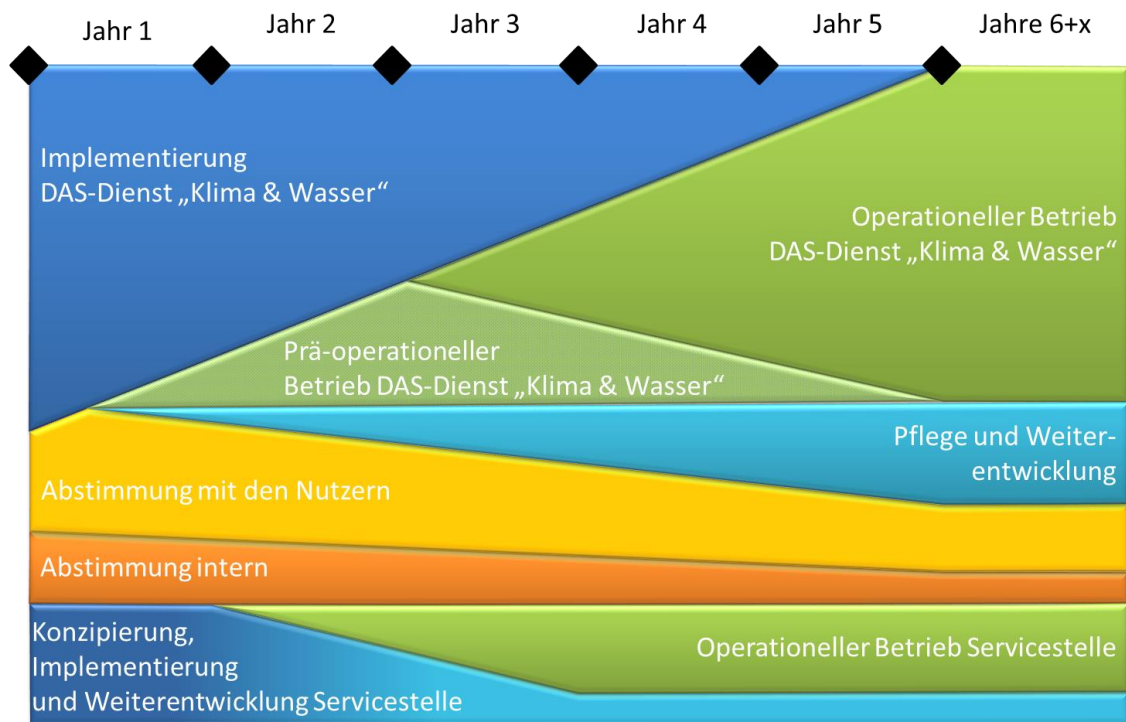 Jahr 1 Jahr 2 Jahr 3 Jahr 4 Jahr 5 Jahre 6+x
Implementierung
DAS-Dienst „Klima & Wasser“
Operationeller Betrieb
DAS-Dienst „Klima & Wasser“
Prä-operationeller
Betrieb DAS-Dienst „Klima & Wasser“
Pflege und Weiter-
entwicklung
Abstimmung mit den Nutzern
Abstimmung intern
Konzipierung,
Implementierung
und Weiterentwicklung Servicestelle
Operationeller Betrieb Servicestelle